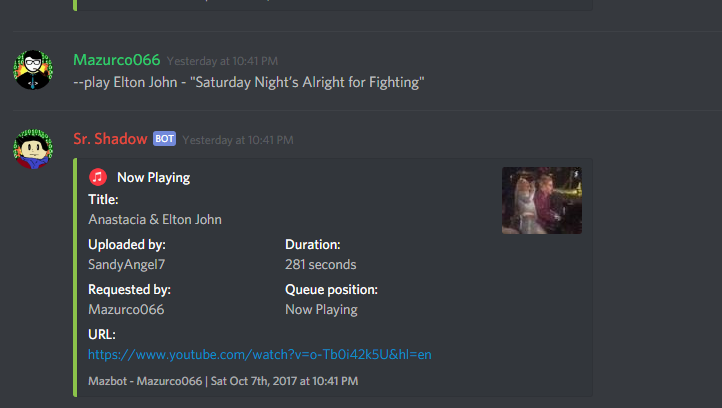 Mazurco066 Yesterday at 10:41 PM
--play Elton John - "Saturday Night’s Alright for Fighting"
Sr. Shadow BOT Yesterday at 10:41 PM
Now Playing
Title:
Anastacia & Elton John
Uploaded by: Duration:
SandyAngel7 281 seconds
Requested by: Queue position:
Mazurco066 Now Playing
URL:
https://www.youtube.com/watch?v=o-Tb0i42k5U&hl=en
Mazbot - Mazurco066 | Sat Oct 7th, 2017 at 10:41 PM